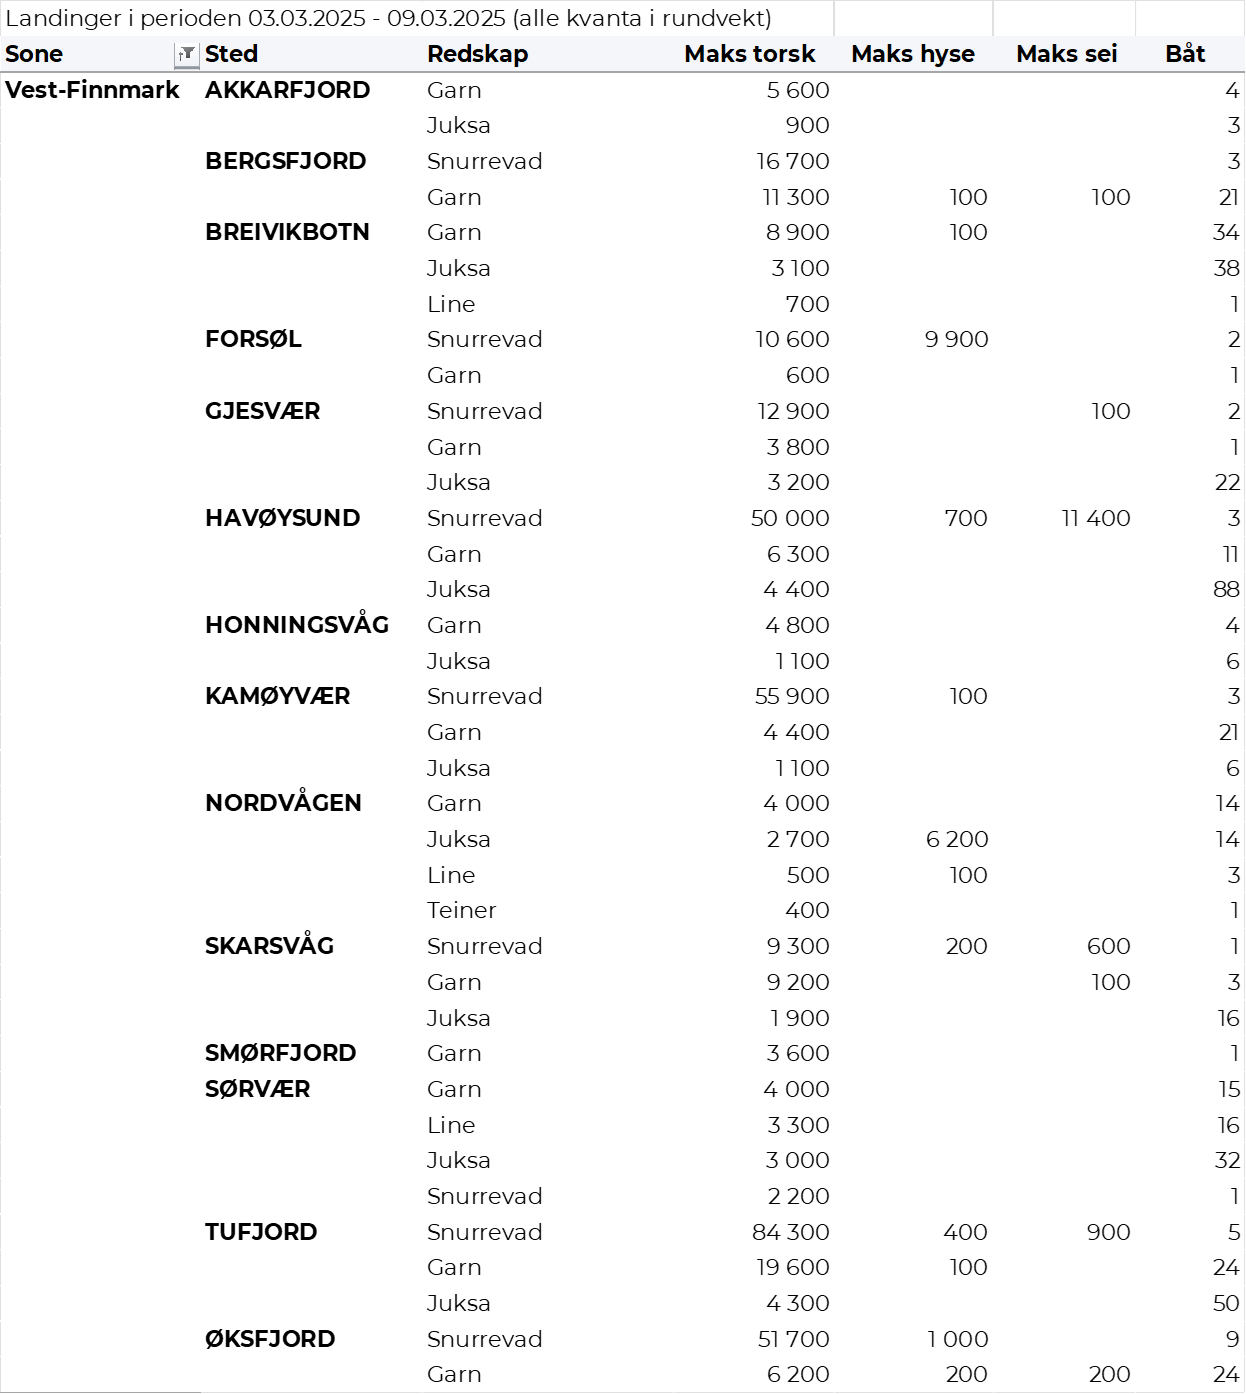 Landinger i perioden 03.03.2025 - 09.03.2025 (alle kvanta i rundvekt)
Sone Sted Redskap Maks torsk Maks hyse Maks sei Båt
Vest-Finnmark AKKARFJORD Garn 5 600 4
Juksa 900 3
BERGSFJORD Snurrevad 16 700 3
Garn 11 300 100 100 21
BREIVIKBOTN Garn 8 900 100 34
Juksa 3 100 38
Line 700 1
FORSØL Snurrevad 10 600 9 900 2
Garn 600 1
GJESVÆR Snurrevad 12 900 100 2
Garn 3 800 1
Juksa 3 200 22
HAVØYSUND Snurrevad 50 000 700 11 400 3
Garn 6 300 11
Juksa 4 400 88
HONNINGSVÅG Garn 4 800 4
Juksa 1 100 6
KAMØYVÆR Snurrevad 55 900 100 3
Garn 4 400 21
Juksa 1 100 6
NORDVÅGEN Garn 4 000 14
Juksa 2 700 6 200 14
Line 500 100 3
Teiner 400 1
SKARSVÅG Snurrevad 9 300 200 600 1
Garn 9 200 100 3
Juksa 1 900 16
SMØRFJORD Garn 3 600 1
SØRVÆR Garn 4 000 15
Line 3 300 16
Juksa 3 000 32
Snurrevad 2 200 1
TUFJORD Snurrevad 84 300 400 900 5
Garn 19 600 100 24
Juksa 4 300 50
ØKSFJORD Snurrevad 51 700 1 000 9
Garn 6 200 200 200 24